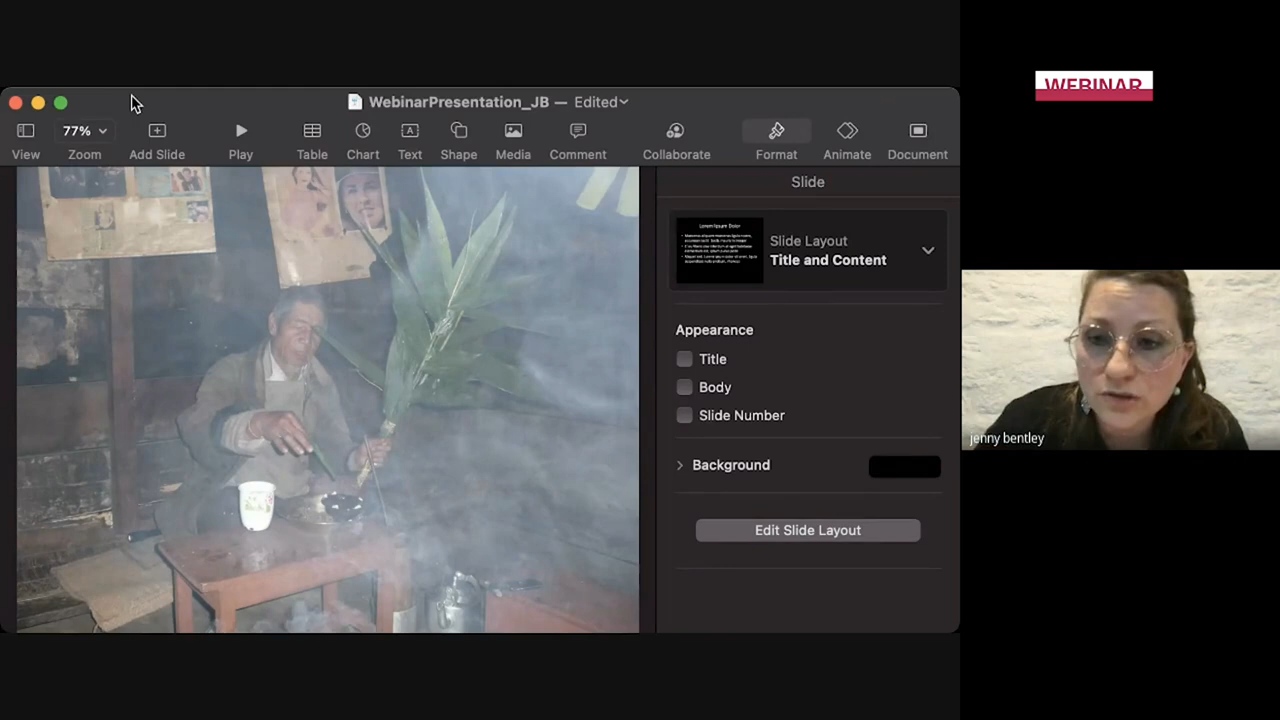 WebinarPresentation_JB — Edited
77%
View
Zoom
Add Slide
Play
Table
Chart
Text
Shape
Media
Comment
Collaborate
Format
Animate
Document
Slide
Slide Layout
Title and Content
Appearance
Title
Body
Slide Number
Background
Edit Slide Layout
WEBINAR
jenny bentley